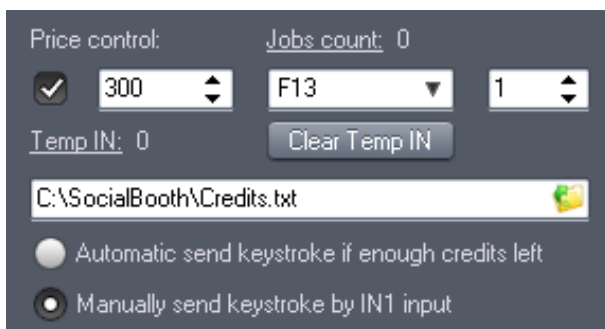 Price control: Jobs count: 0
300 F13 1
Temp IN: 0 Clear Temp IN
C:\SocialBooth\Credits.txt
Automatic send keystroke if enough credits left
Manually send keystroke by IN1 input